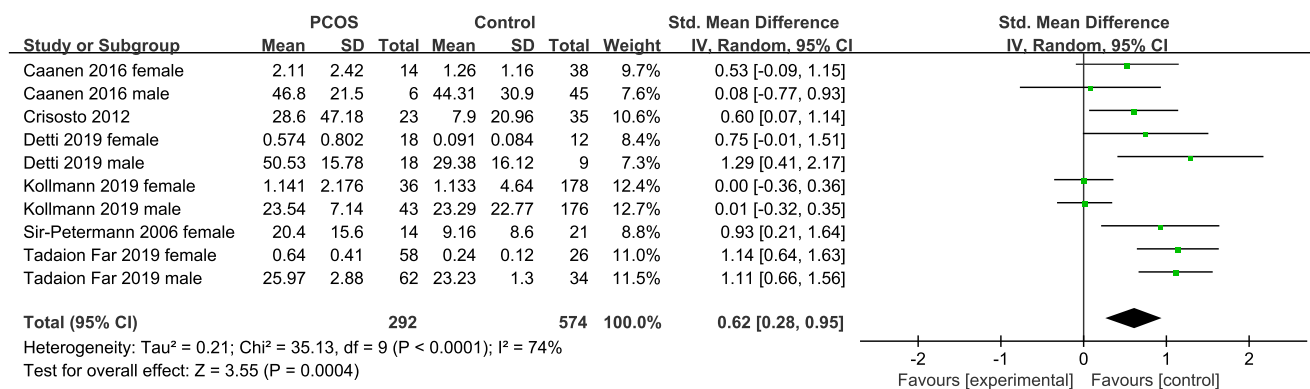 PCOS Control Std. Mean Difference Std. Mean Difference
Study or Subgroup Mean SD Total Mean SD Total Weight IV, Random, 95% CI IV, Random, 95% CI
Caanen 2016 female 2.11 2.42 14 1.26 1.16 38 9.7% 0.53 [-0.09, 1.15]
Caanen 2016 male 46.8 21.5 6 44.31 30.9 45 7.6% 0.08 [-0.77, 0.93]
Crisosto 2012 28.6 47.18 23 7.9 20.96 35 10.6% 0.60 [0.07, 1.14]
Detti 2019 female 0.574 0.802 18 0.091 0.084 12 8.4% 0.75 [-0.01, 1.51]
Detti 2019 male 50.53 15.78 18 29.38 16.12 9 7.3% 1.29 [0.41, 2.17]
Kollmann 2019 female 1.141 2.176 36 1.133 4.64 178 12.4% 0.00 [-0.36, 0.36]
Kollmann 2019 male 23.54 7.14 43 23.29 22.77 176 12.7% 0.01 [-0.32, 0.35]
Sir-Petermann 2006 female 20.4 15.6 14 9.16 8.6 21 8.8% 0.93 [0.21, 1.64]
Tadaion Far 2019 female 0.64 0.41 58 0.24 0.12 26 11.0% 1.14 [0.64, 1.63]
Tadaion Far 2019 male 25.97 2.88 62 23.23 1.3 34 11.5% 1.11 [0.66, 1.56]
Total (95% CI) 292 574 100.0% 0.62 [0.28, 0.95]
Heterogeneity: Tau² = 0.21; Chi² = 35.13, df = 9 (P < 0.0001); I² = 74%
Test for overall effect: Z = 3.55 (P = 0.0004)
-2 -1 0 1 2
Favours [experimental] Favours [control]